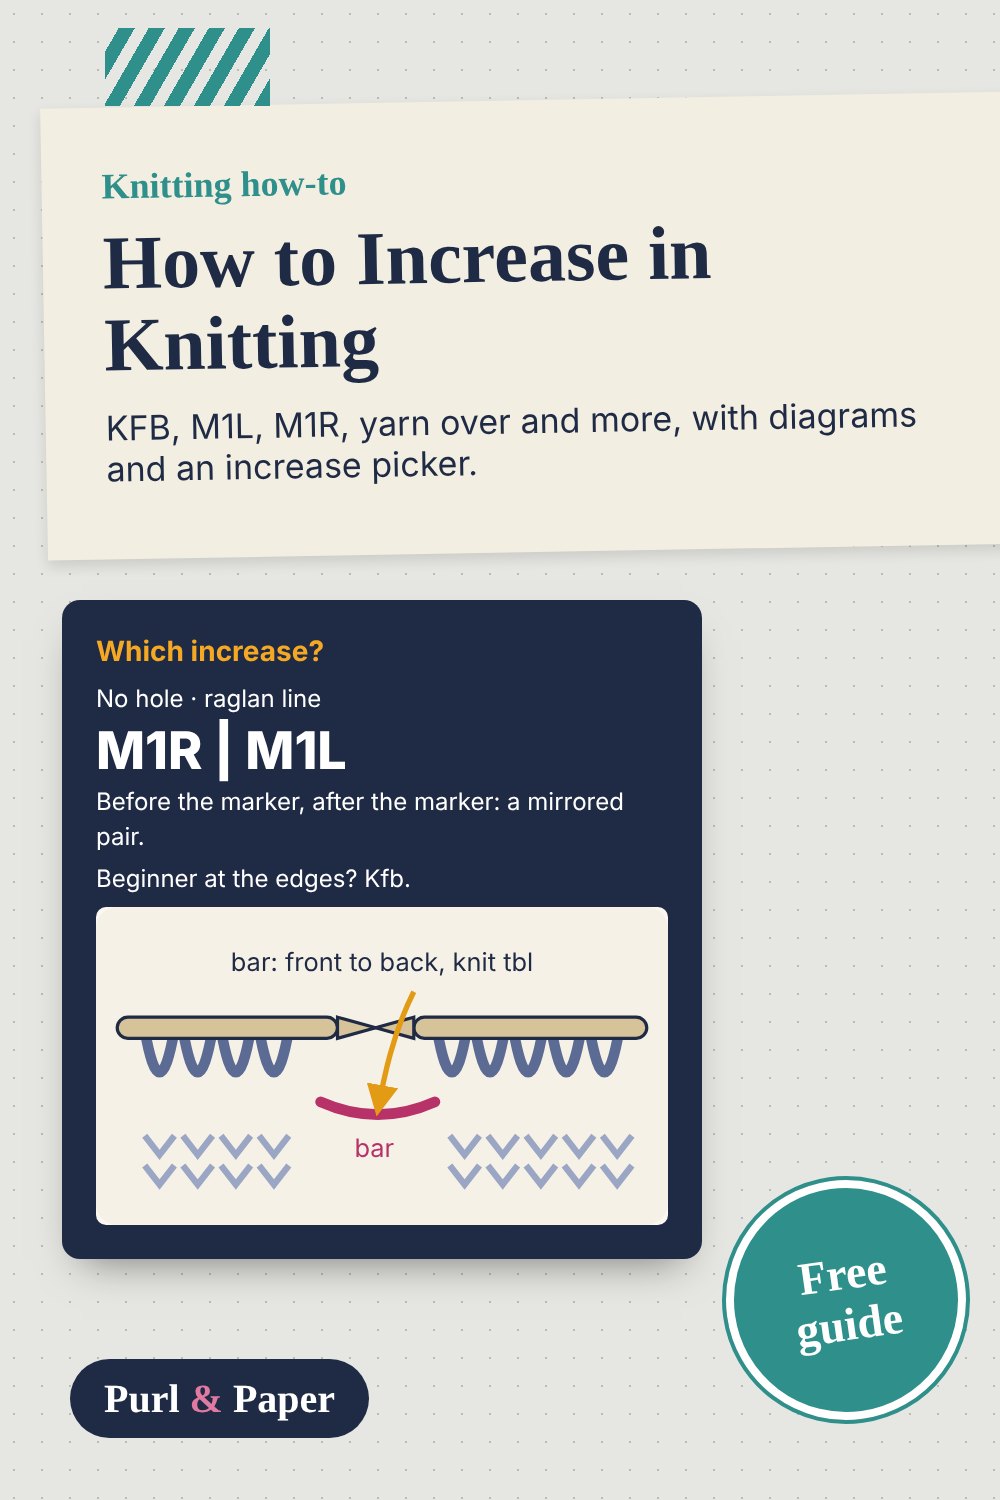 Knitting how-to
How to Increase in
Knitting
KFB, M1L, M1R, yarn over and more, with diagrams
and an increase picker.
Which increase?
No hole · raglan line
M1R | M1L
Before the marker, after the marker: a mirrored
pair.
Beginner at the edges? Kfb.
bar: front to back, knit tbl
bar
Free
guide
Purl & Paper